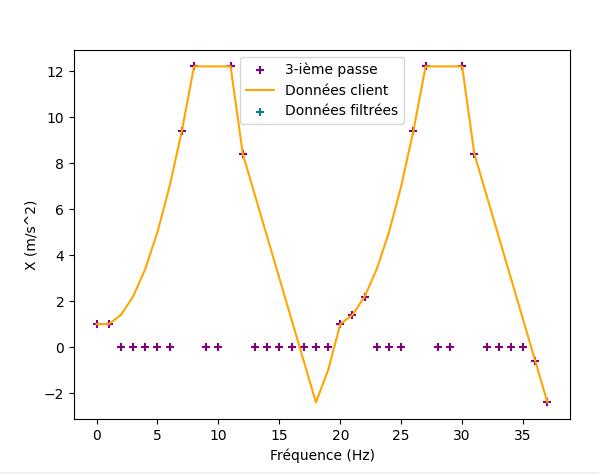 3-ième passe
Données client
Données filtrées
X (m/s^2)
12
10
8
6
4
2
0
−2
0 5 10 15 20 25 30 35
Fréquence (Hz)